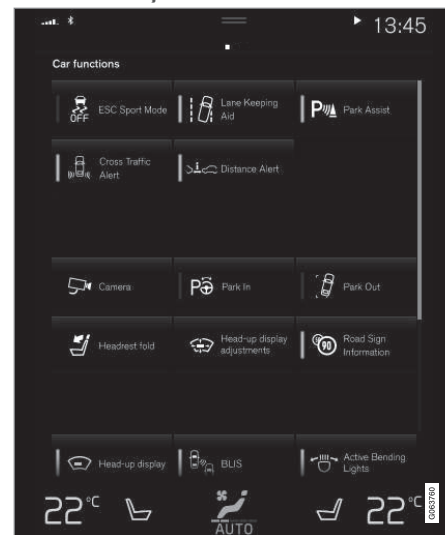 13:45
Car functions
OFF
ESC Sport Mode
Lane Keeping
Aid
P
Park Assist
Cross Traffic
Alert
Distance Alert
Camera
P
Park In
Park Out
Headrest fold
Head-up display
adjustments
90
Road Sign
Information
Head-up display
BLIS
Active Bending
Lights
22°C
AUTO
22°C
G063760